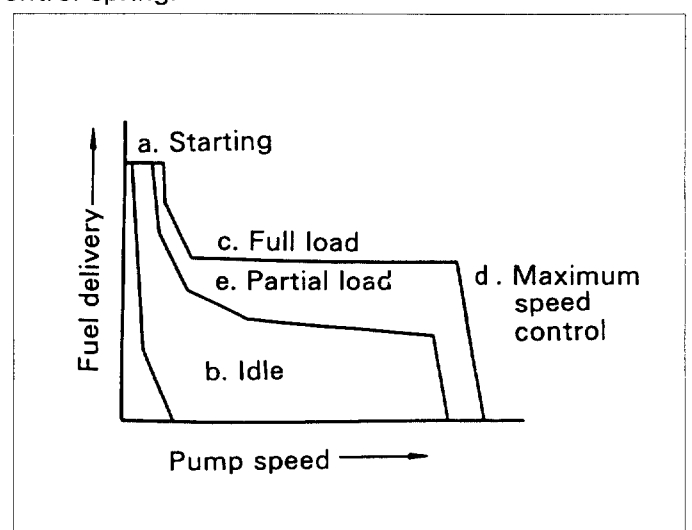 control spring.
a. Starting
Fuel delivery
c. Full load
e. Partial load
d. Maximum
speed
control
b. Idle
Pump speed